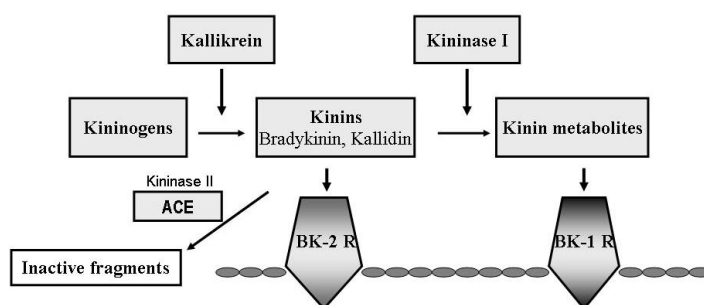 Kallikrein
Kininase I
Kininogens
Kinins
Bradykinin, Kallidin
Kinin metabolites
Kininase II
ACE
BK-2 R
BK-1 R
Inactive fragments